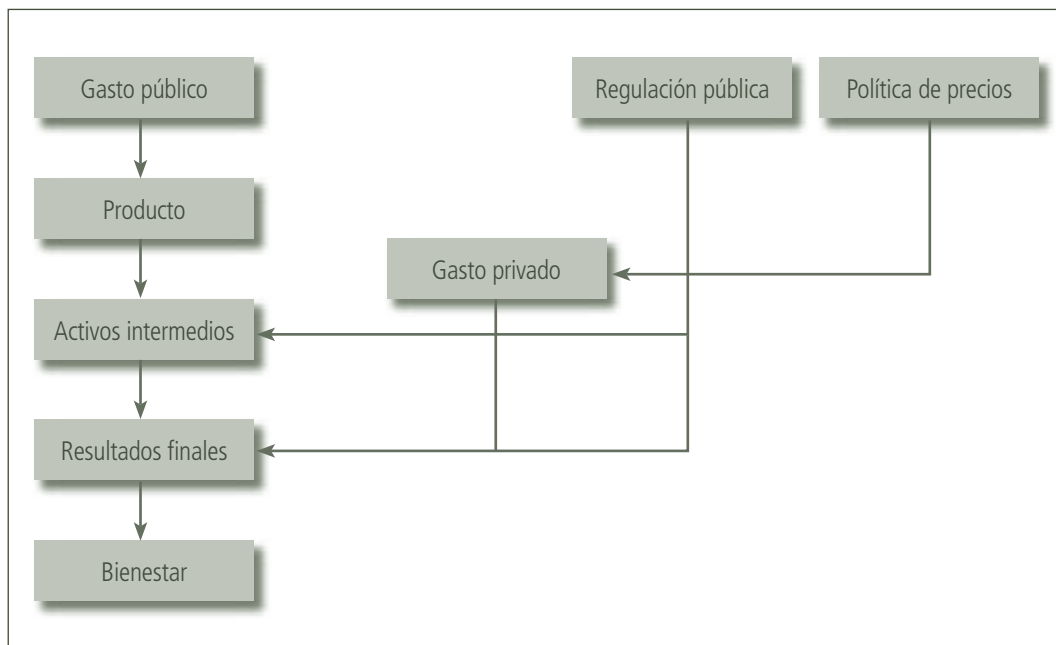 Gasto público
Regulación pública
Política de precios
Producto
Gasto privado
Activos intermedios
Resultados finales
Bienestar